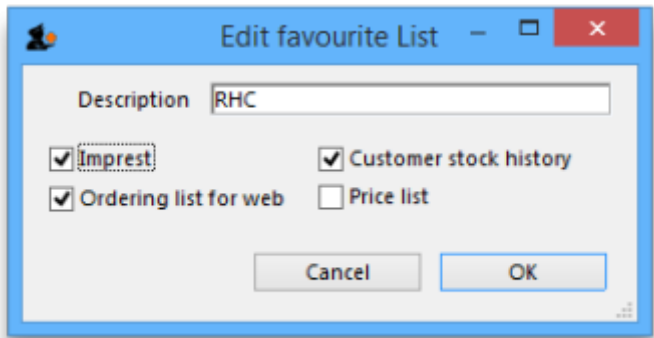 Edit favourite List
Description RHC
Imprest Customer stock history
Ordering list for web Price list
Cancel OK